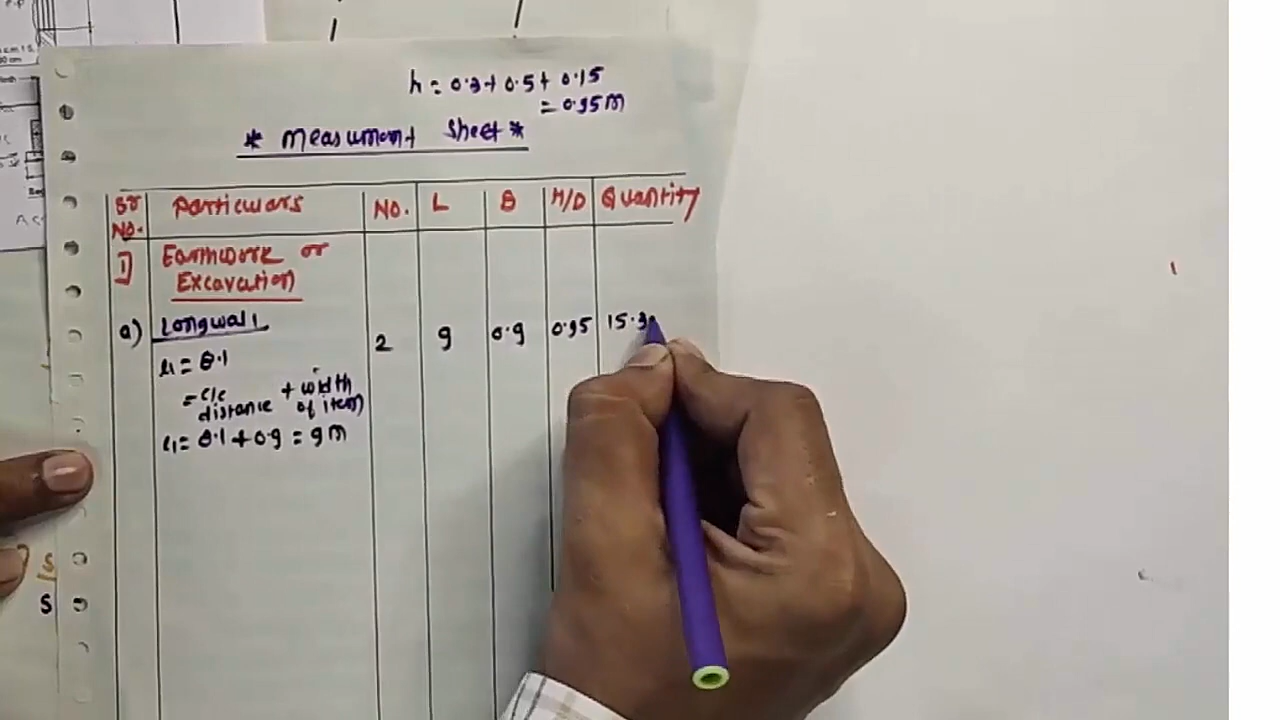 h = 0.3 + 0.5 + 0.15
= 0.95m
* Measument Sheet *
Sr No. Particulars No. L B H/D Quantity
1] Earthwork or
Excavation
a) Longwall 2 9 0.9 0.95 15.3
l1 = 8.1
= c/c distance + width of item
l1 = 8.1 + 0.9 = 9m
S
S